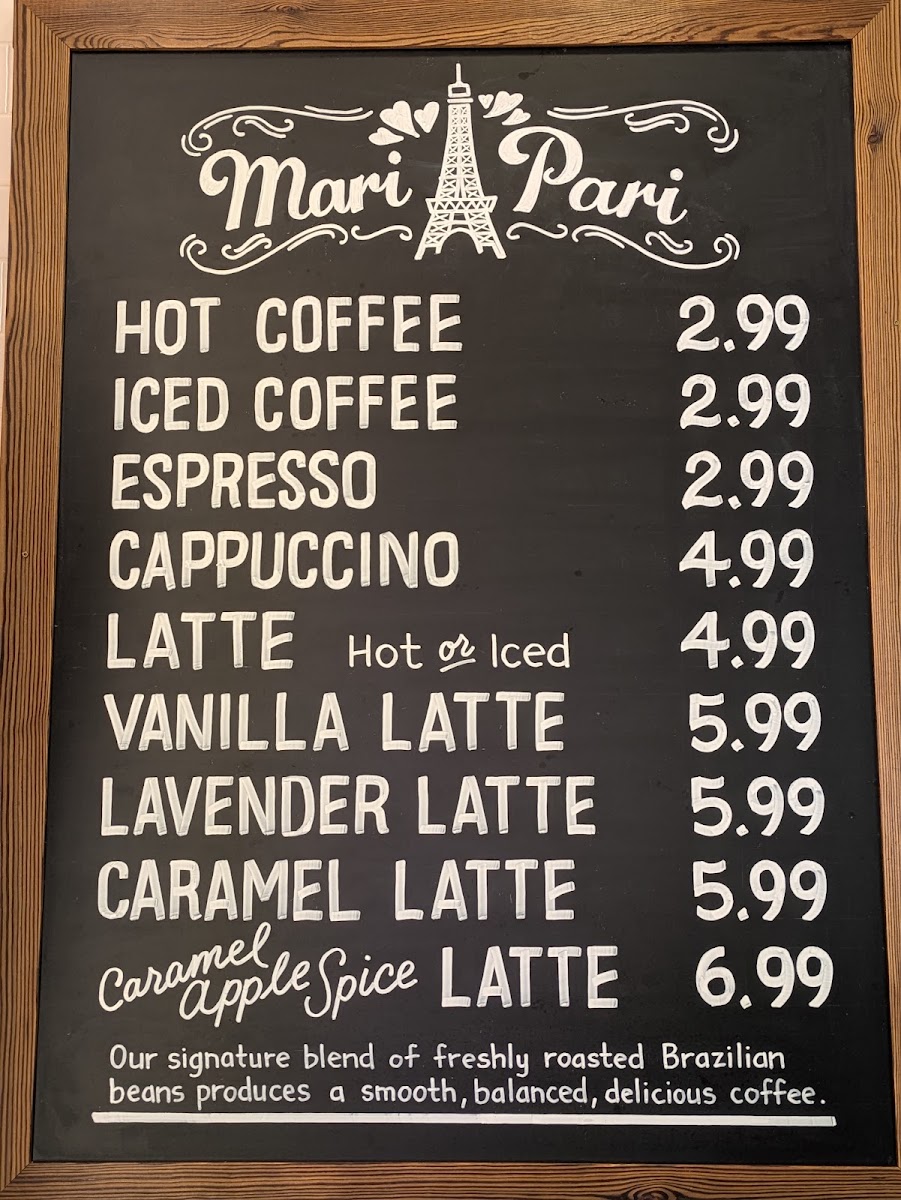 Mari Pari
HOT COFFEE 2.99
ICED COFFEE 2.99
ESPRESSO 2.99
CAPPUCCINO 4.99
LATTE Hot or Iced 4.99
VANILLA LATTE 5.99
LAVENDER LATTE 5.99
CARAMEL LATTE 5.99
Caramel Apple Spice LATTE 6.99
Our signature blend of freshly roasted Brazilian
beans produces a smooth, balanced, delicious coffee.